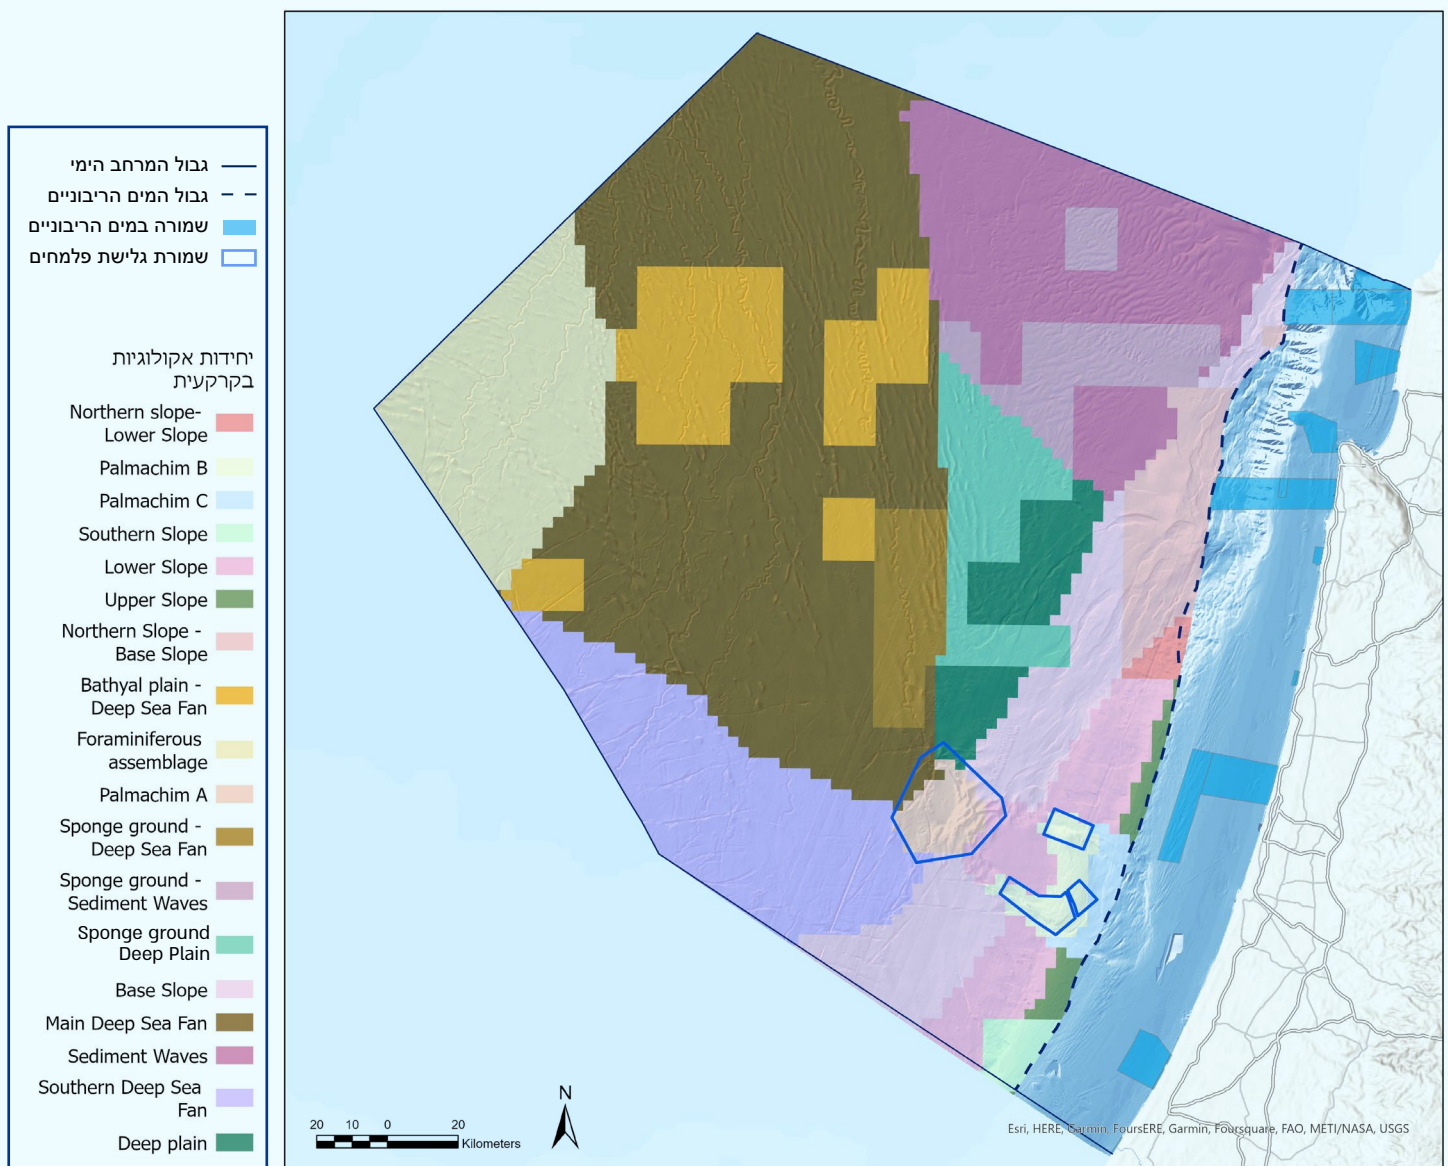 גבול המרחב הימי
גבול המים הריבוניים
שמורה במים הריבוניים
שמורת גלישת פלמחים
יחידות אקולוגיות
בקרקעית
Northern slope-
Lower Slope
Palmachim B
Palmachim C
Southern Slope
Lower Slope
Upper Slope
Northern Slope -
Base Slope
Bathyal plain -
Deep Sea Fan
Foraminiferous
assemblage
Palmachim A
Sponge ground -
Deep Sea Fan
Sponge ground -
Sediment Waves
Sponge ground
Deep Plain
Base Slope
Main Deep Sea Fan
Sediment Waves
Southern Deep Sea
Fan
Deep plain
20 10 0 20
Kilometers
N
Esri, HERE, Garmin, FoursERE, Garmin, Foursquare, FAO, METI/NASA, USGS